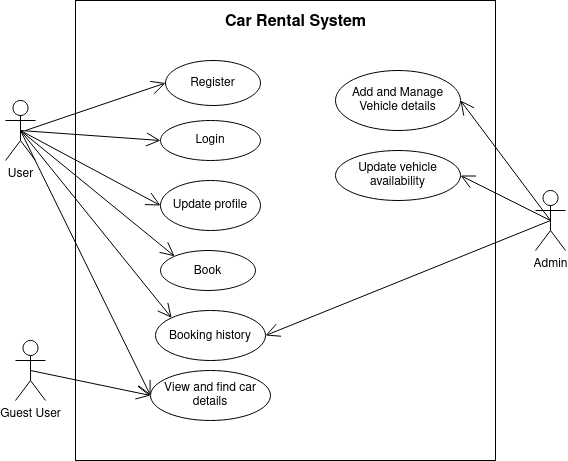 Car Rental System
Register
Add and Manage
Vehicle details
Login
User
Update vehicle
availability
Update profile
Admin
Book
Booking history
View and find car
details
Guest User